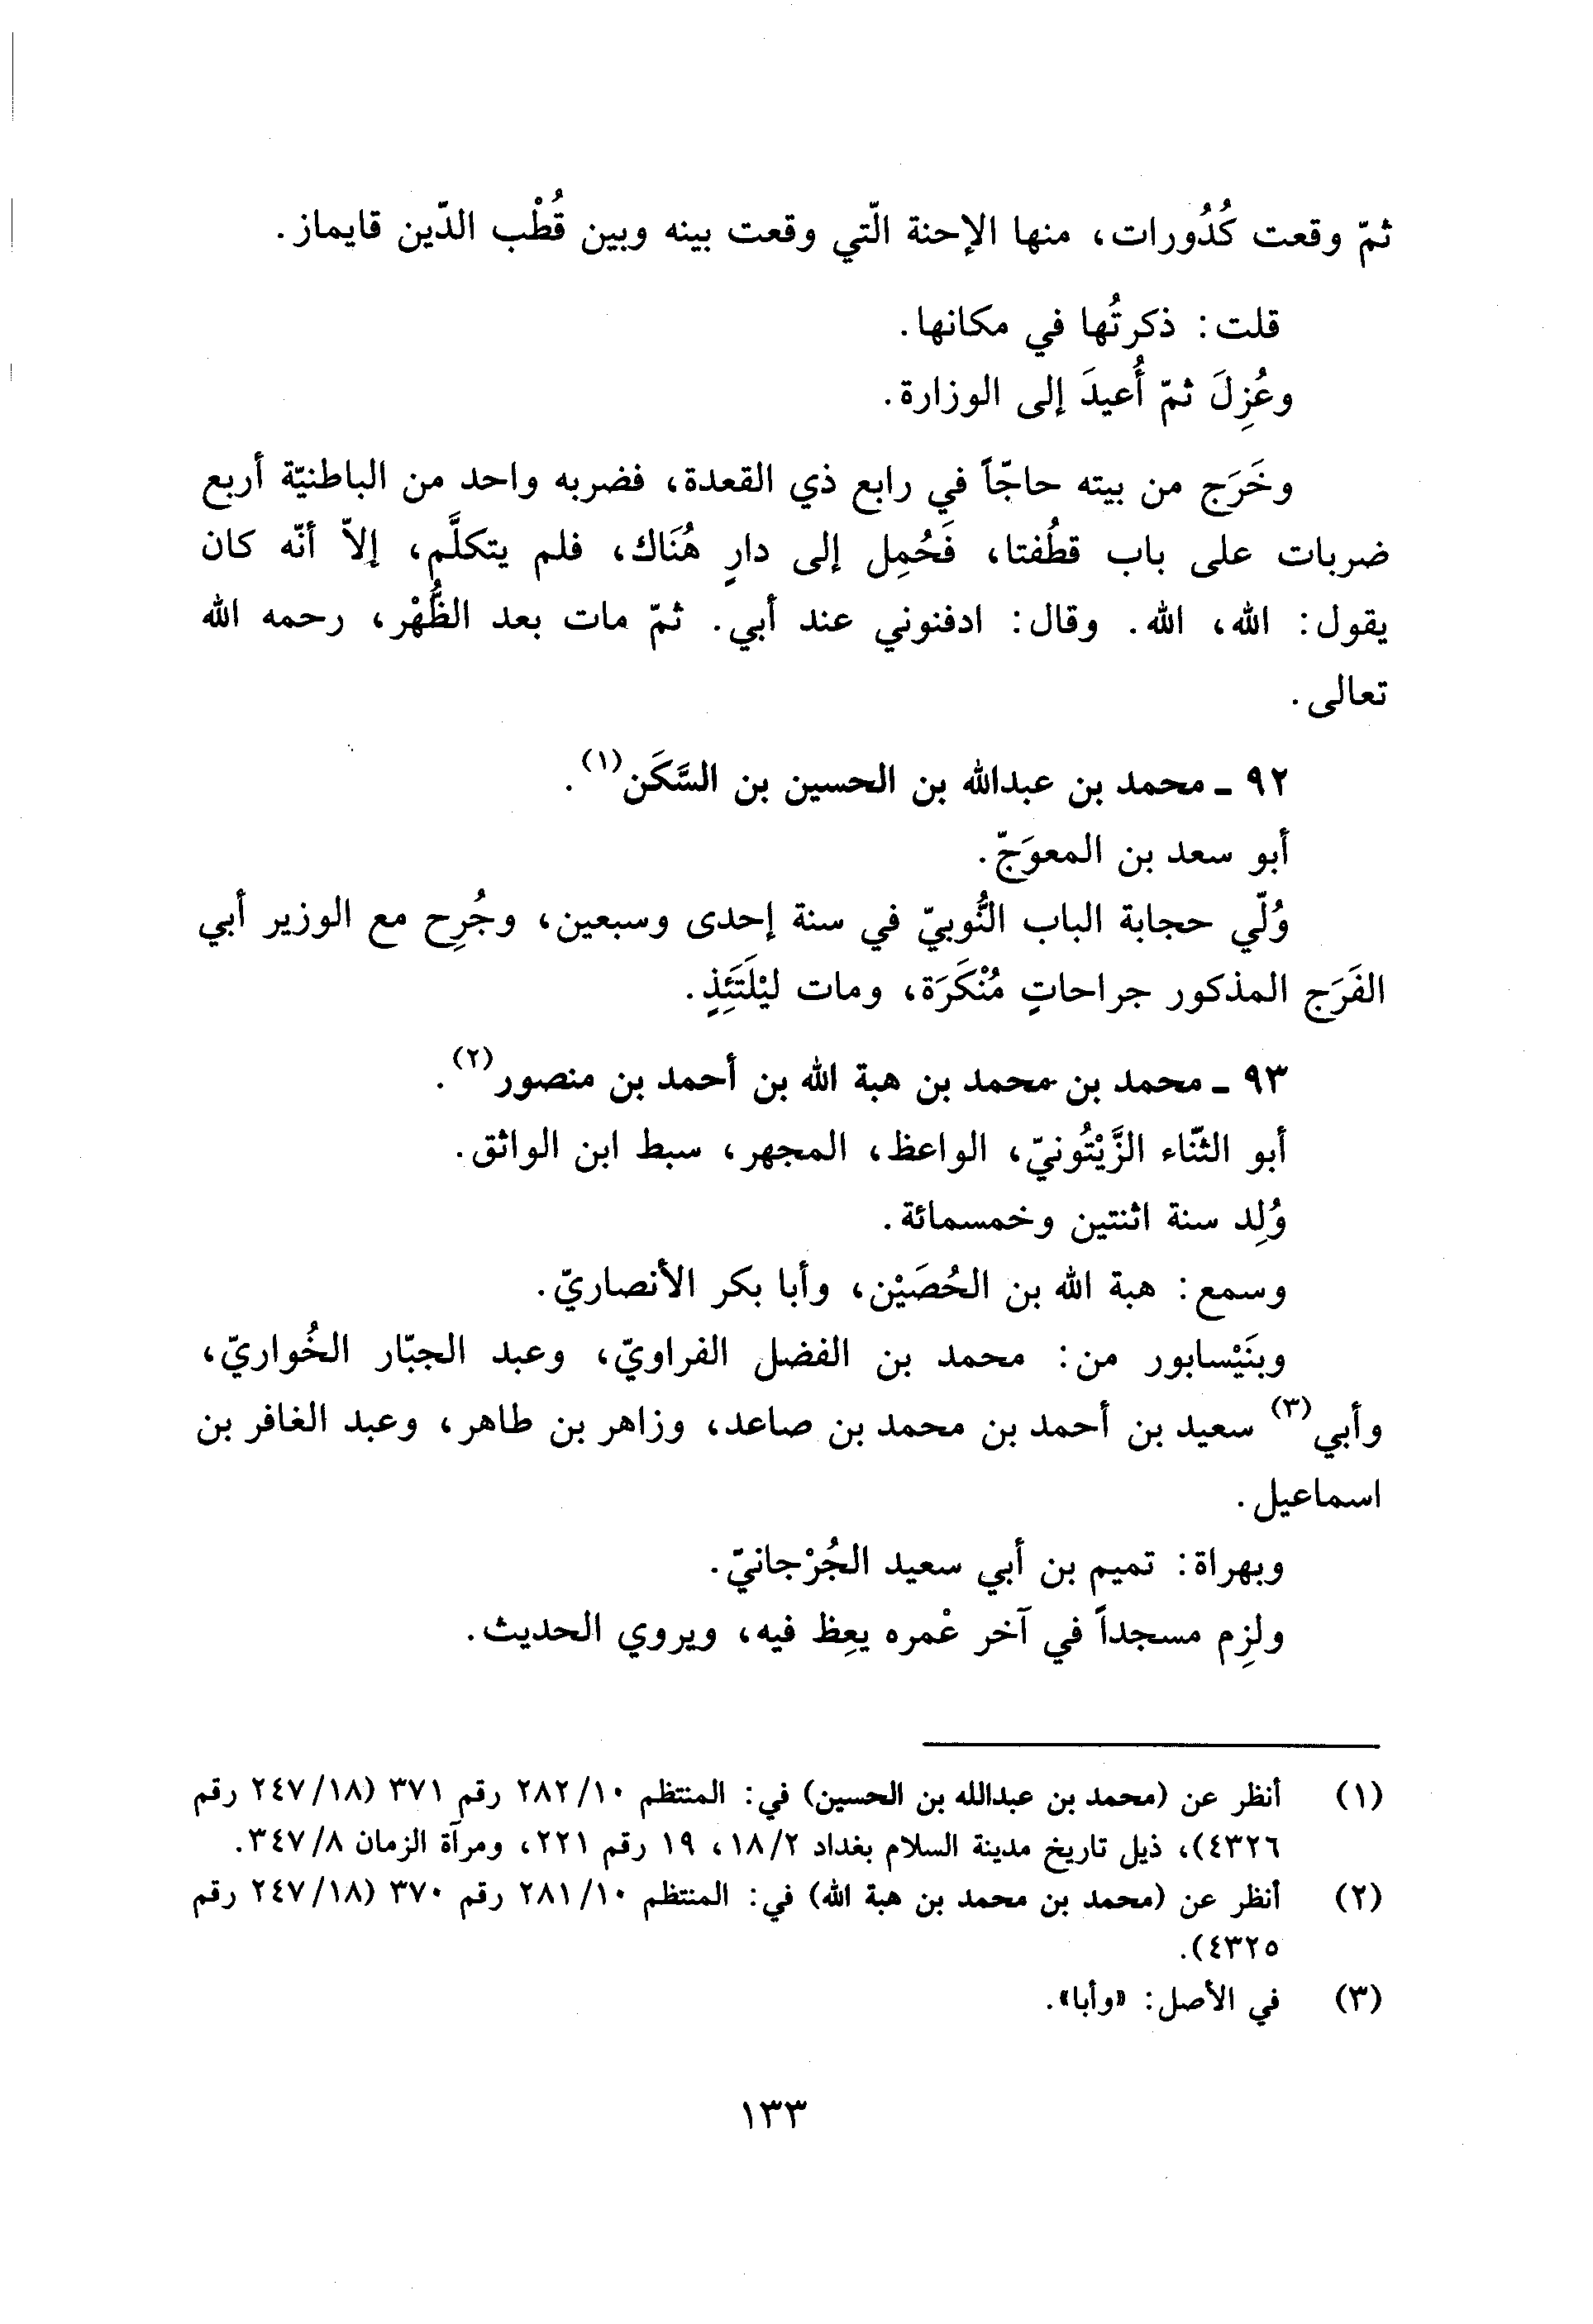 ثمّ وقعت كُدُورات، منها الإحنة الّتي وقعت بينه وبين قُطْب الدّين قايماز.
قلت: ذكرتُها في مكانها.
وعُزِلَ ثمّ أُعيدَ إلى الوزارة.
وخَرَج من بيته حاجّاً في رابع ذي القعدة، فضربه واحد من الباطنيّة أربع
ضربات على باب قطُفتا، فَحُمِل إلى دارٍ هُنَاك، فلم يتكلَّم، إلاّ أنّه كان
يقول: الله، الله. وقال: ادفنوني عند أبي. ثمّ مات بعد الظُّهْر، رحمه الله
تعالى.
٩٢ ـ محمد بن عبدالله بن الحسين بن السَّكَن(١).
أبو سعد بن المعوَجّ.
وُلّي حجابة الباب النُّوبيّ في سنة إحدى وسبعين، وجُرِح مع الوزير أبي
الفَرَج المذكور جراحاتٍ مُنْكَرَة، ومات ليْلَتَئِذٍ.
٩٣ ـ محمد بن محمد بن هبة الله بن أحمد بن منصور(٢).
أبو الثّناء الزَّيْتُونيّ، الواعظ، المجهر، سبط ابن الواثق.
وُلِد سنة اثنتين وخمسمائة.
وسمع: هبة الله بن الحُصَيْن، وأبا بكر الأنصاريّ.
وبنَيْسابور من: محمد بن الفضل الفراويّ، وعبد الجبّار الخُواريّ،
وأبي(٣) سعيد بن أحمد بن محمد بن صاعد، وزاهر بن طاهر، وعبد الغافر بن
اسماعيل.
وبهراة: تميم بن أبي سعيد الجُرْجانيّ.
ولزِم مسجداً في آخر عْمره يعِظ فيه، ويروي الحديث.
(١) أنظر عن (محمد بن عبدالله بن الحسين) في: المنتظم ٢٨٢/١٠ رقم ٣٧١ (٢٤٧/١٨ رقم
٤٣٢٦)، ذيل تاريخ مدينة السلام بغداد ١٨/٢، ١٩ رقم ٢٢١، ومرآة الزمان ٣٤٧/٨.
(٢) أنظر عن (محمد بن محمد بن هبة الله) في: المنتظم ٢٨١/١٠ رقم ٣٧٠ (٢٤٧/١٨ رقم
٤٣٢٥).
(٣) في الأصل: «وأبا».
١٣٣